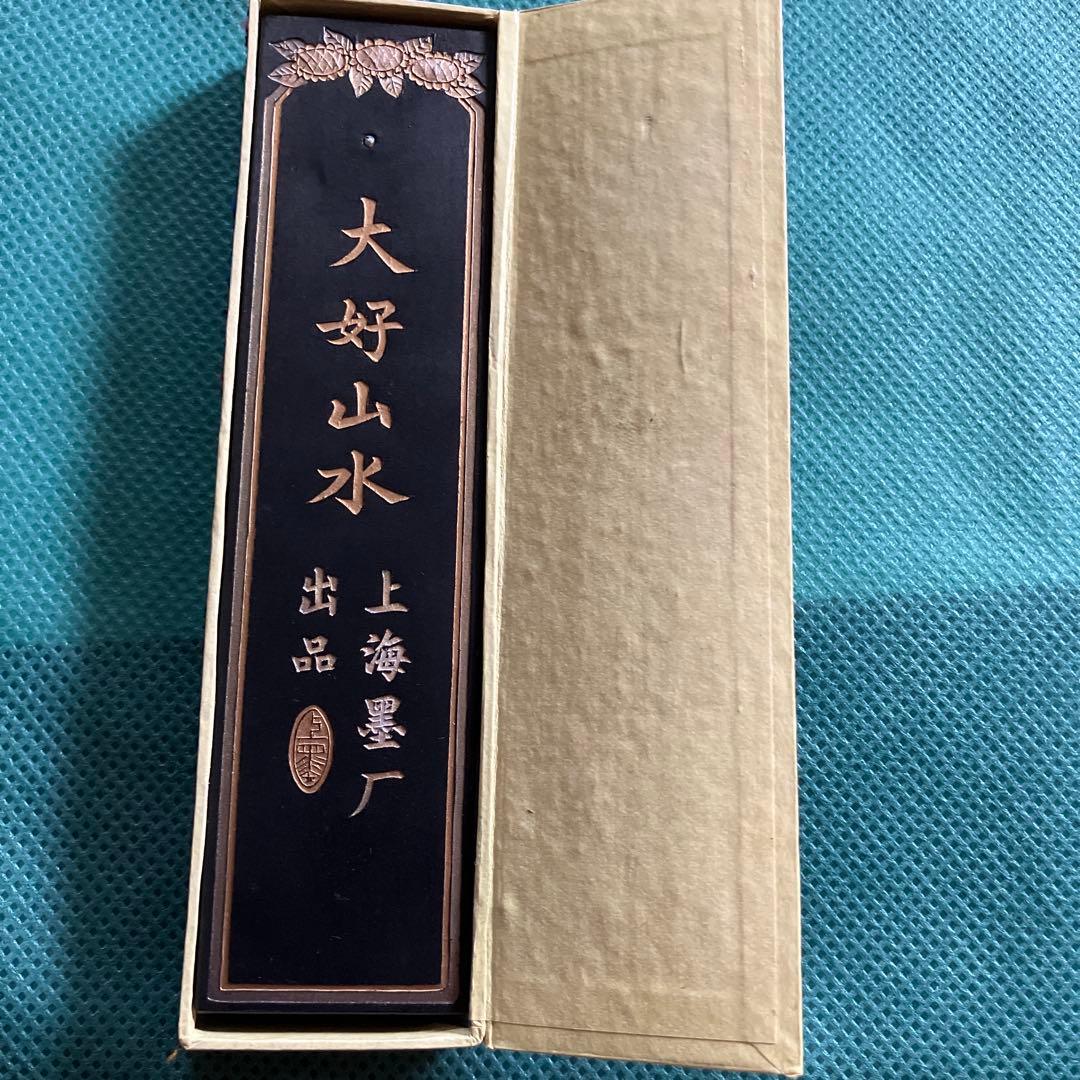 大好山水
上海墨厂
出品